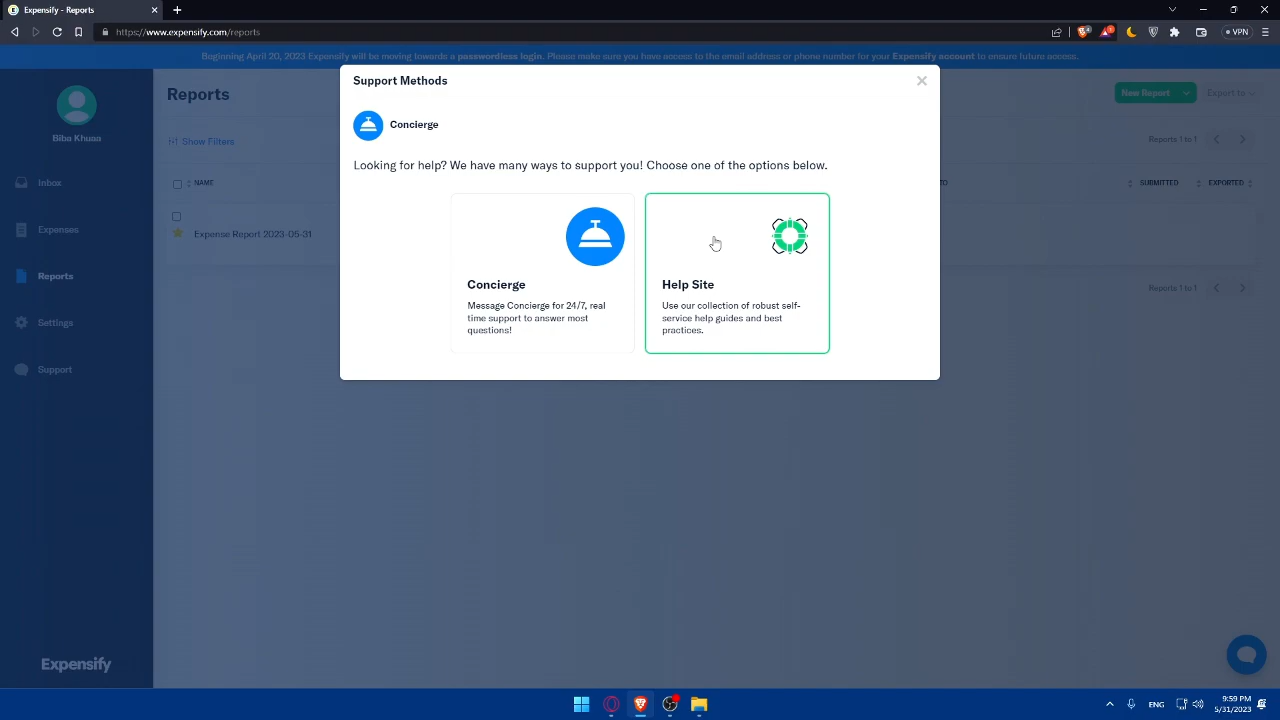 Expensify - Reports
https://www.expensify.com/reports
VPN
Beginning April 20, 2023 Expensify will be moving towards a passwordless login. Please make sure you have access to the email address or phone number for your Expensify account to ensure future access.
Support Methods
Reports
New Report
Export to
Concierge
Biba Khuaa
Show Filters
Reports 1 to 1
Looking for help? We have many ways to support you! Choose one of the options below.
Inbox
NAME
TO
SUBMITTED
EXPORTED
Expenses
Expense Report 2023-05-31
Reports
Concierge
Help Site
Reports 1 to 1
Message Concierge for 24/7, real
time support to answer most
questions!
Use our collection of robust self-
service help guides and best
practices.
Settings
Support
Expensify
ENG
9:59 PM
5/31/2023